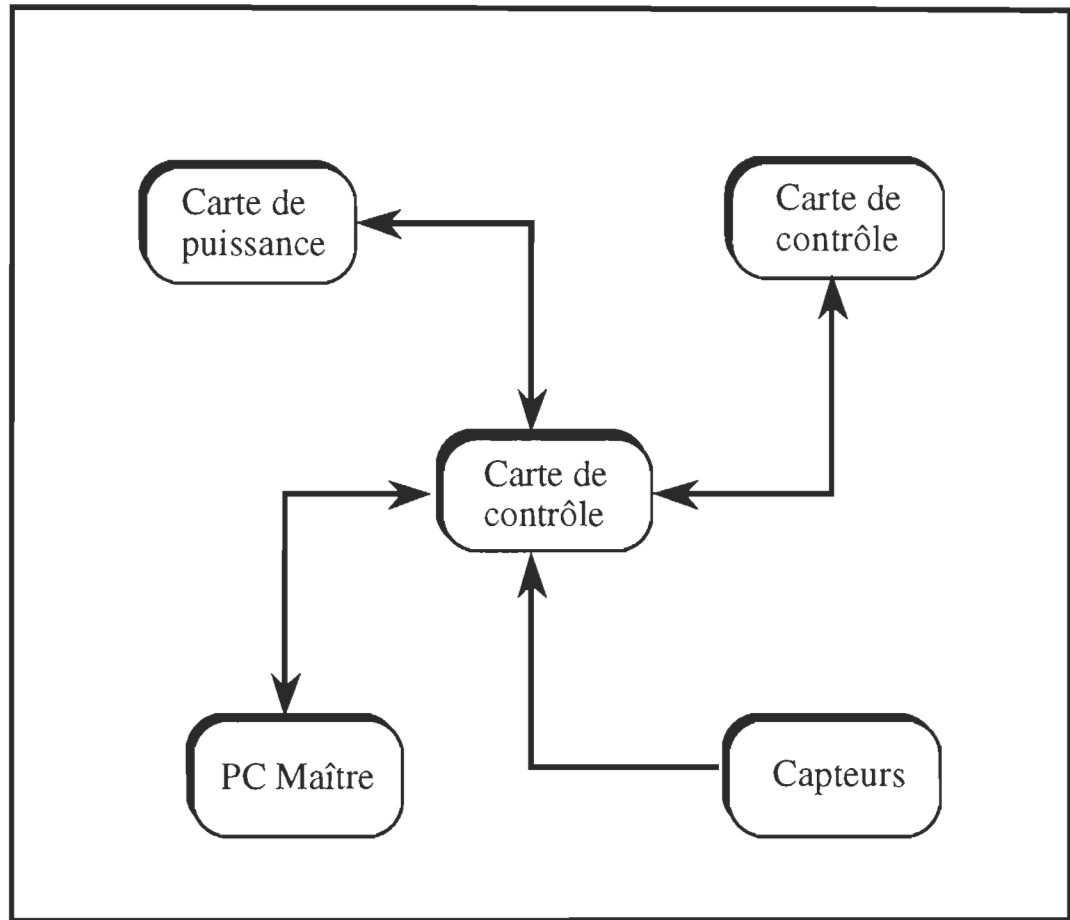 Carte de
puissance
Carte de
contrôle
Carte de
contrôle
PC Maître
Capteurs